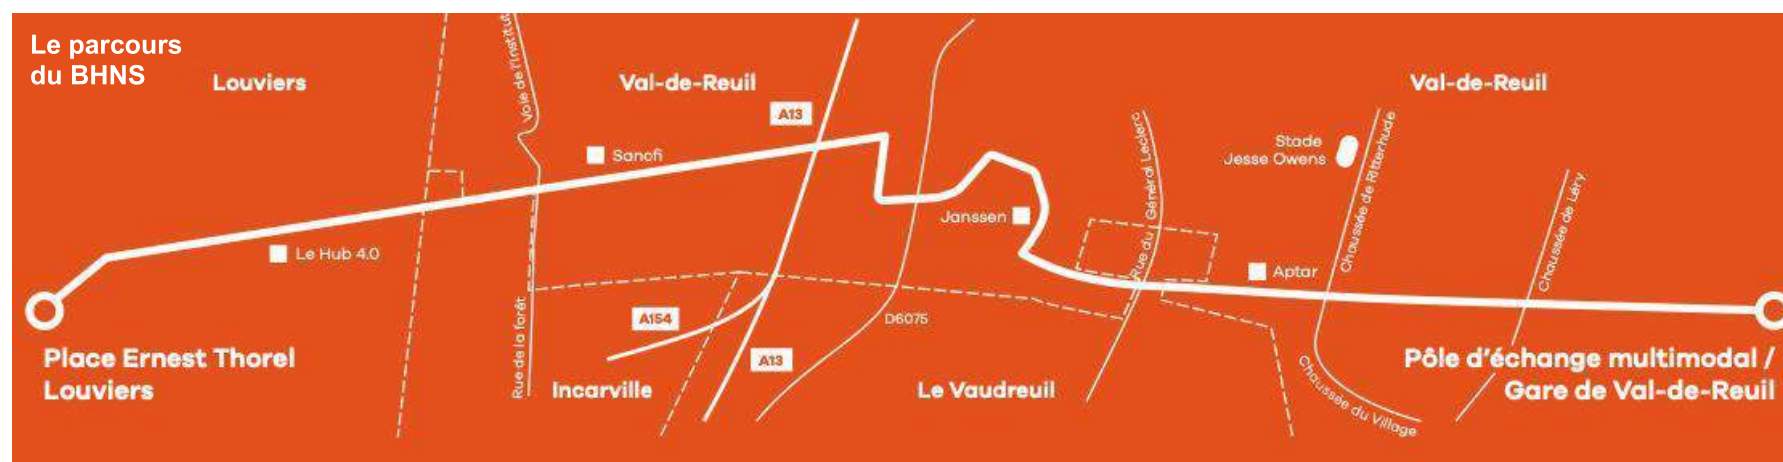 Le parcours
du BHNS
Louviers
Voie de l'Institut
Val-de-Reuil
A13
Sanofi
Le Hub 4.0
Janssen
Rue du Général Leclerc
Val-de-Reuil
Stade
Jesse Owens
Chaussée de Ritterhude
Chaussée de Léry
Aptar
A154
D6075
A13
Rue de la forêt
Incarville
Le Vaudreuil
Chaussée du Village
Place Ernest Thorel
Louviers
Pôle d'échange multimodal /
Gare de Val-de-Reuil